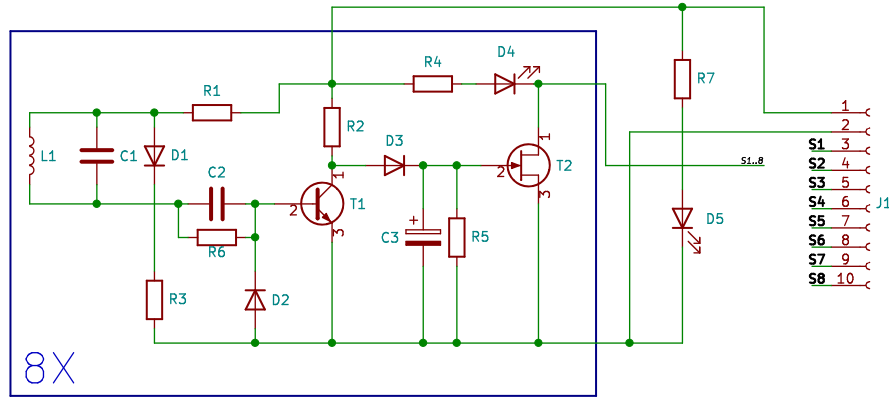 D4
R4
R7
R1
1
R2
2
D3
1
S1
3
L1
C1
D1
S1..8
S2
4
C2
1
2
T2
S3
5
2
T1
3
S4
6
J1
3
C3
+
R5
D5
S5
7
R6
S6
8
S7
9
R3
D2
S8
10
8X